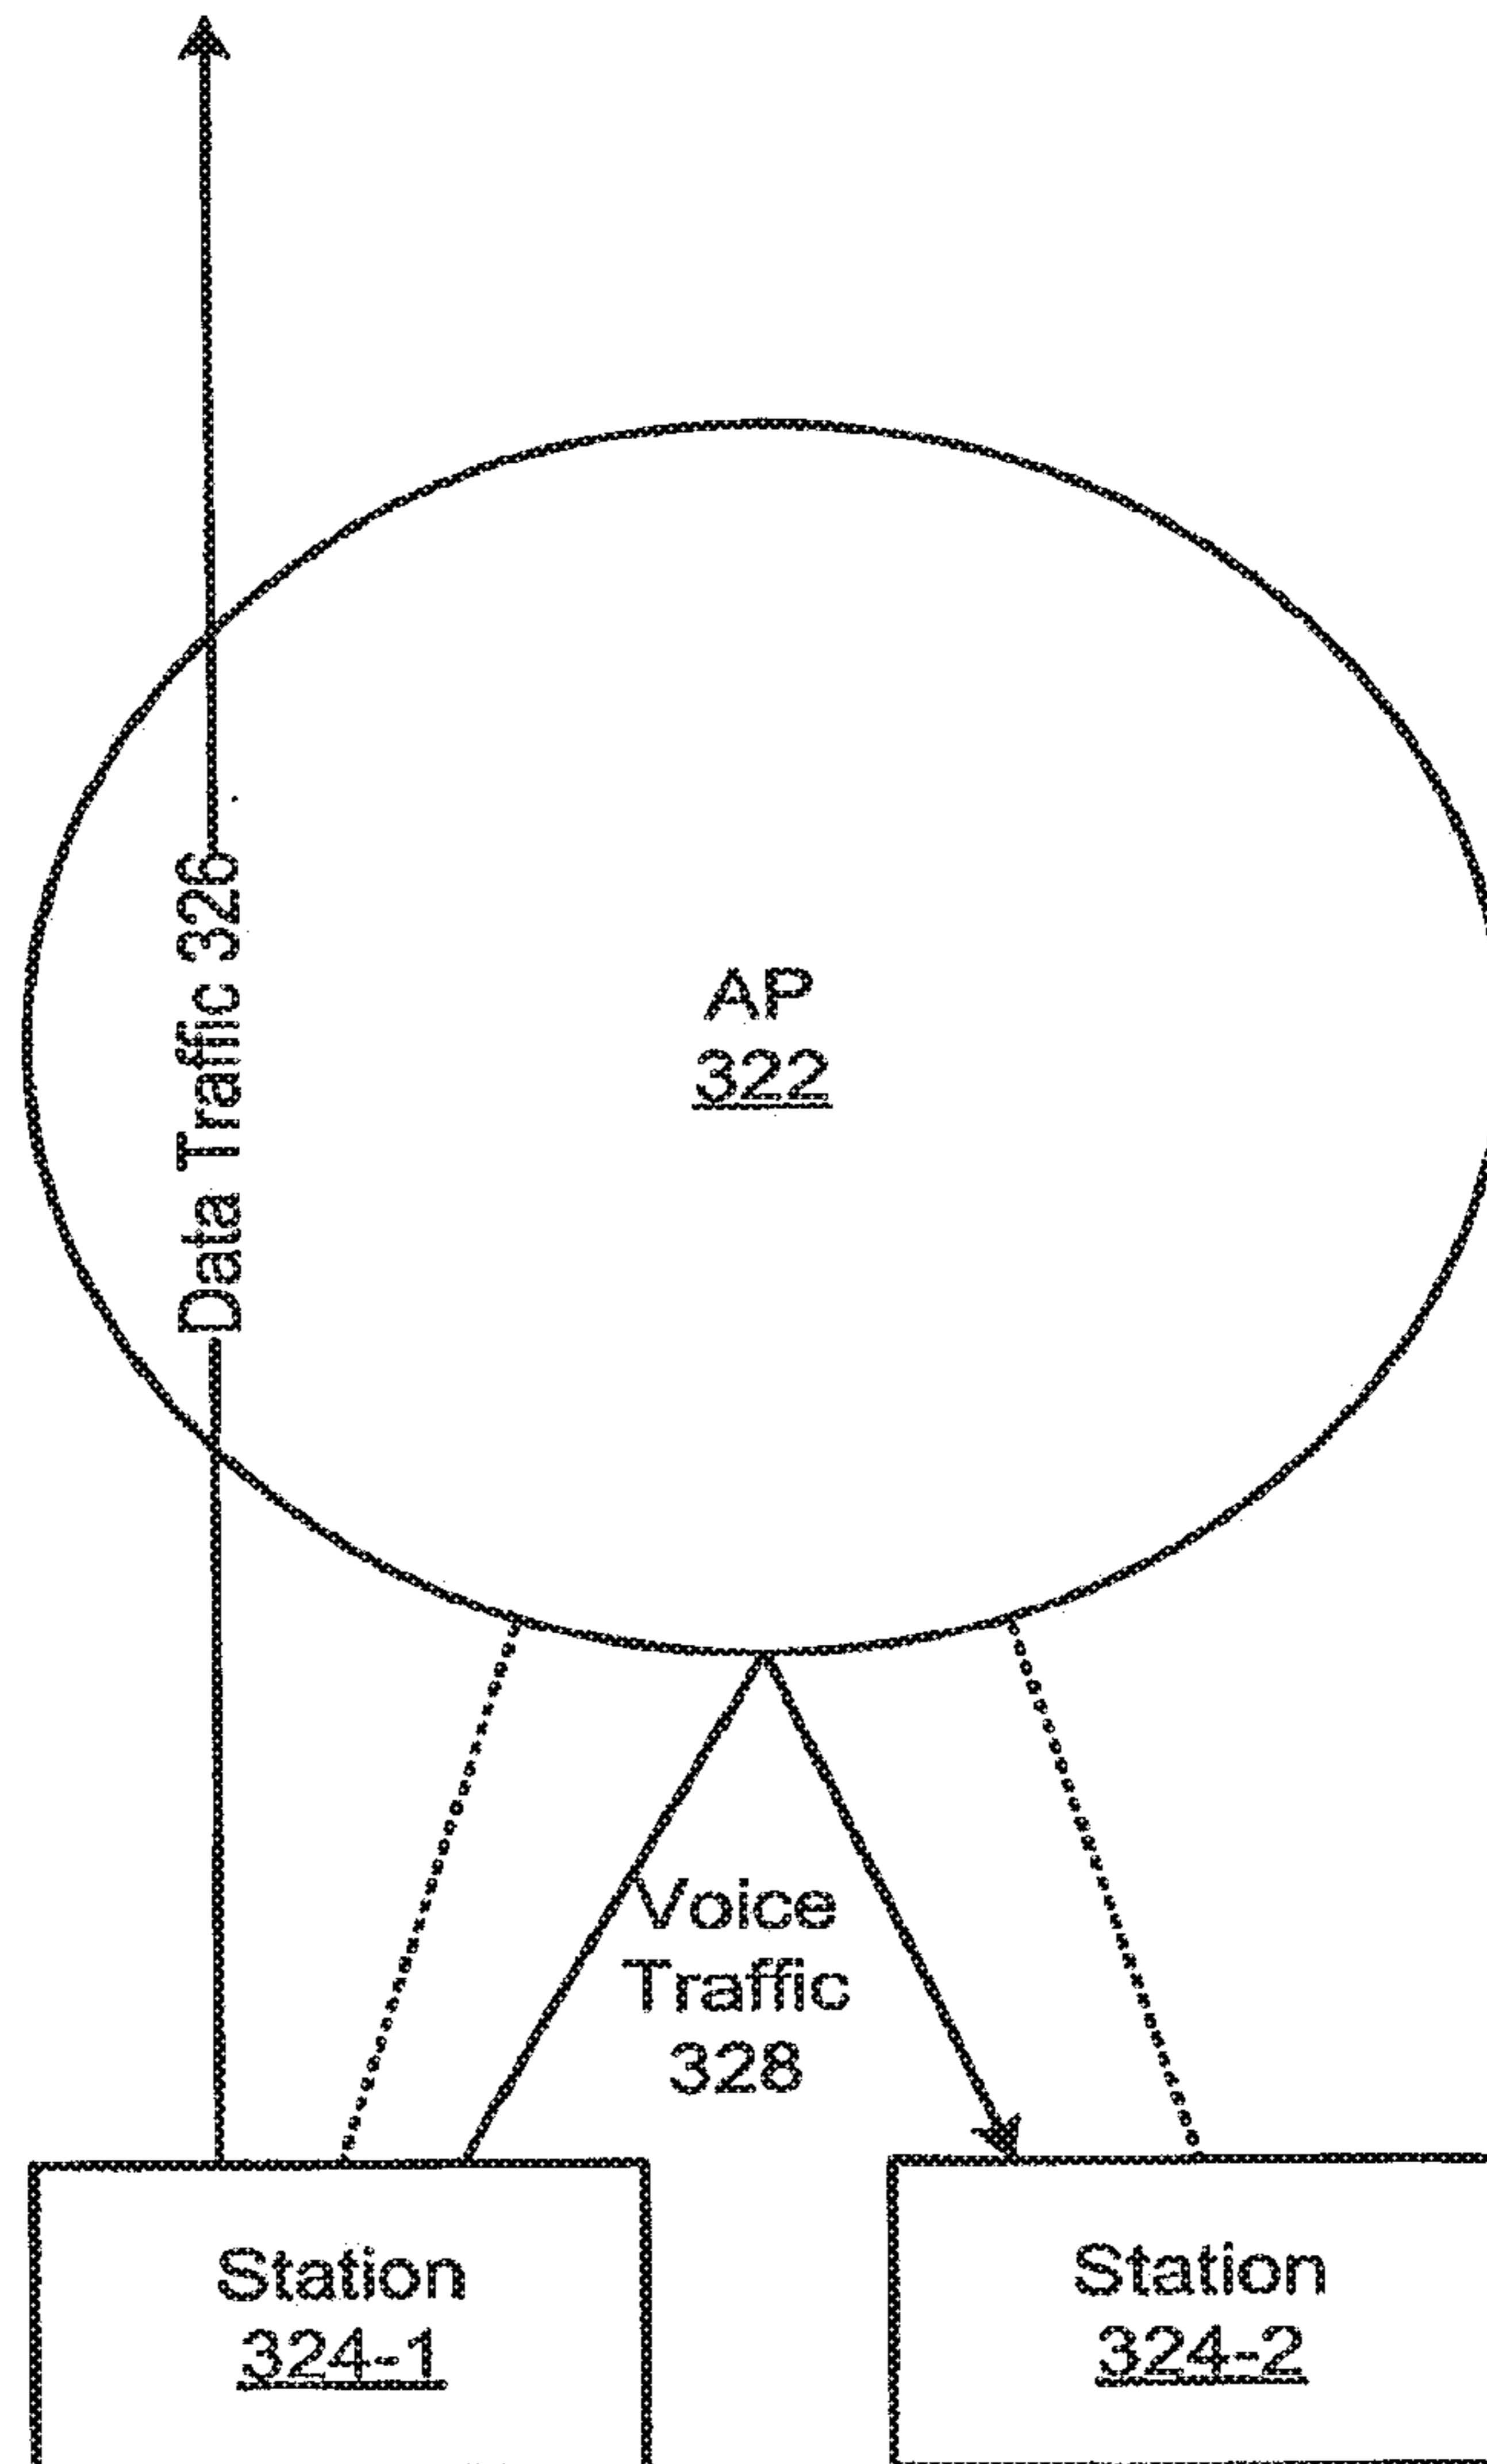 Data Traffic 326
AP
322
Voice
Traffic
328
Station
324-1
Station
324-2